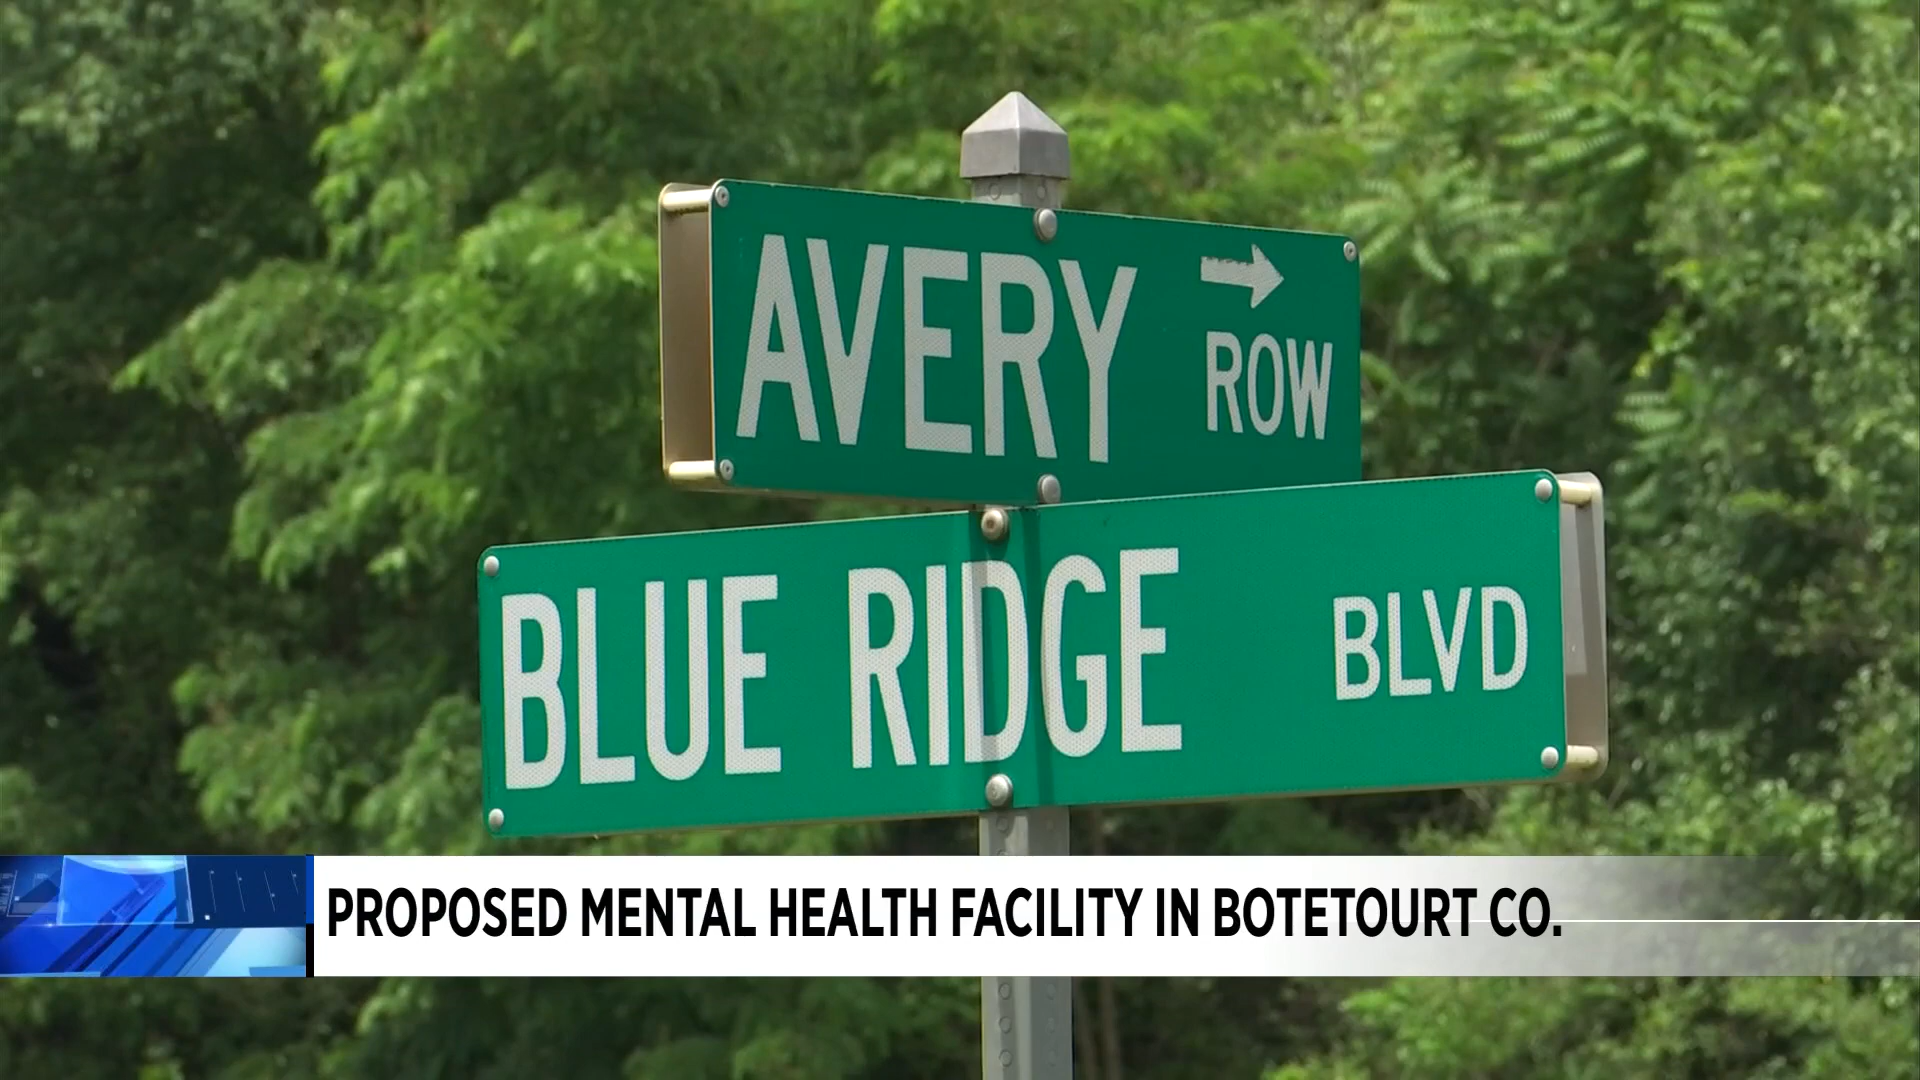 AVERY ROW
BLUE RIDGE BLVD
PROPOSED MENTAL HEALTH FACILITY IN BOTETOURT CO.